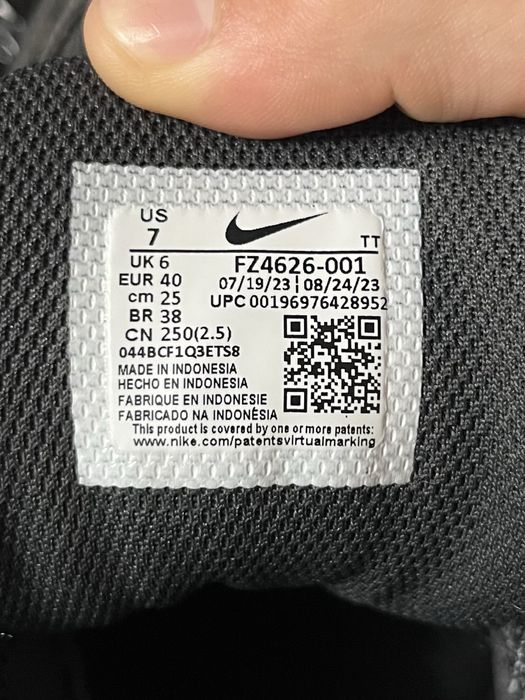 US
7
TT
UK 6
EUR 40
cm 25
BR 38
CN 250(2.5)
FZ4626-001
07/19/23 ¦ 08/24/23
UPC 00196976428952
044BCF1Q3ETS8
MADE IN INDONESIA
HECHO EN INDONESIA
FABRIQUE EN INDONESIE
FABRICADO NA INDONÉSIA
This product is covered by one or more patents:
www.nike.com/patentsvirtualmarking